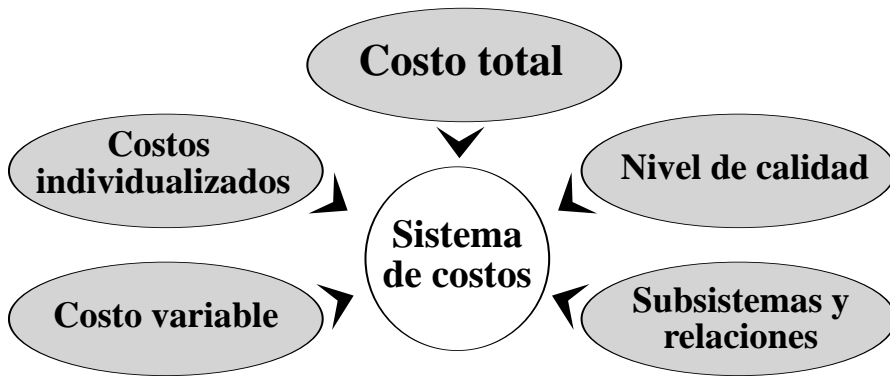 Costo total
Costos
individualizados
Nivel de calidad
Sistema
de costos
Costo variable
Subsistemas y
relaciones